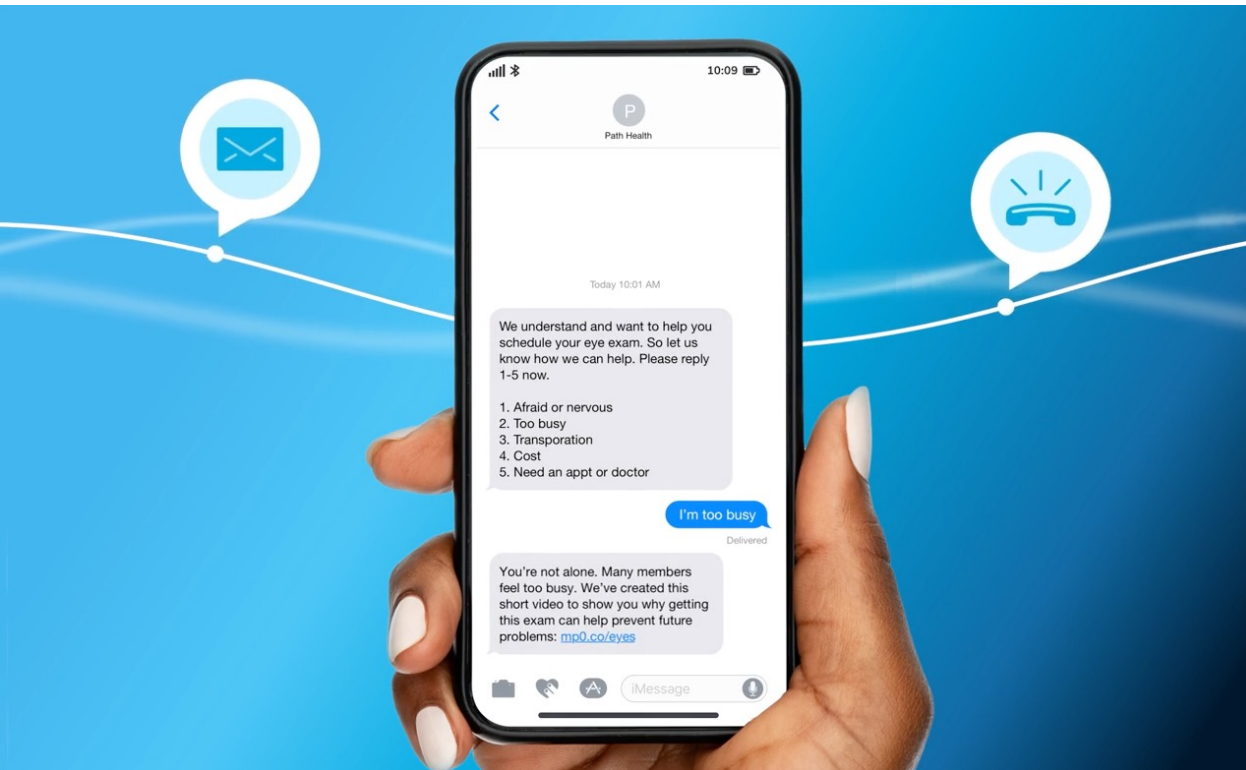 10:09
P
Path Health
Today 10:01 AM
We understand and want to help you
schedule your eye exam. So let us
know how we can help. Please reply
1-5 now.
1. Afraid or nervous
2. Too busy
3. Transporation
4. Cost
5. Need an appt or doctor
I'm too busy
Delivered
You're not alone. Many members
feel too busy. We've created this
short video to show you why getting
this exam can help prevent future
problems: mp0.co/eyes
iMessage